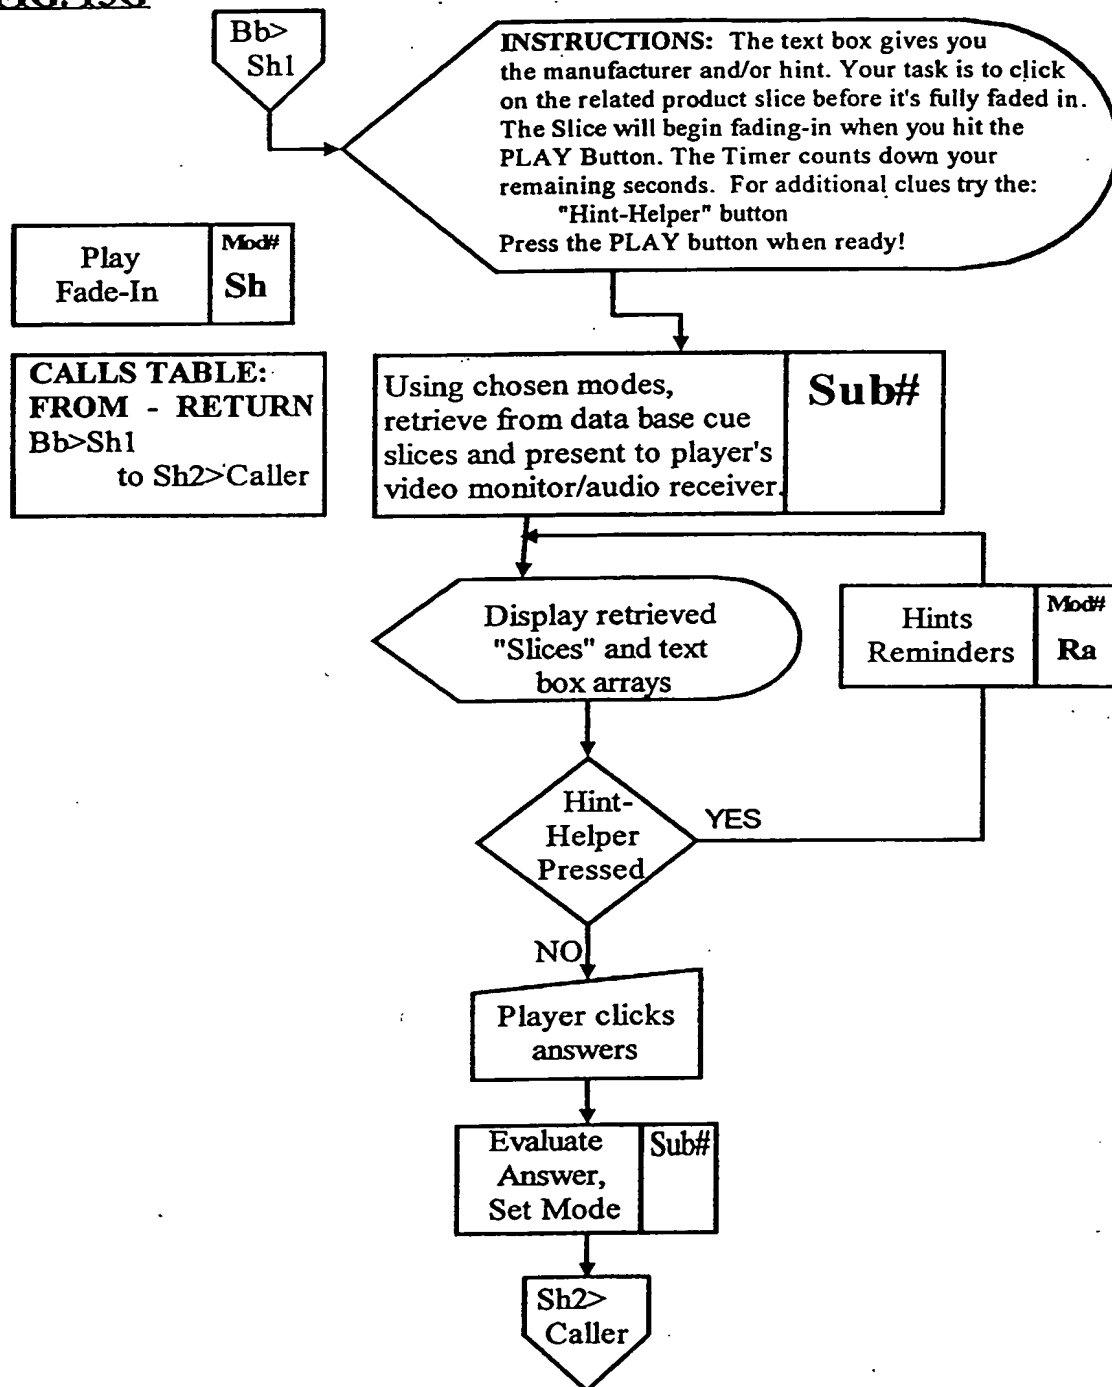 Bb>
Sh1
INSTRUCTIONS: The text box gives you
the manufacturer and/or hint. Your task is to click
on the related product slice before it's fully faded in.
The Slice will begin fading-in when you hit the
PLAY Button. The Timer counts down your
remaining seconds. For additional clues try the:
"Hint-Helper" button
Press the PLAY button when ready!
Play
Fade-In
Mod#
Sh
CALLS TABLE:
FROM - RETURN
Bb>Sh1
to Sh2>Caller
Using chosen modes,
retrieve from data base cue
slices and present to player's
video monitor/audio receiver.
Sub#
Display retrieved
"Slices" and text
box arrays
Hints
Reminders
Mod#
Ra
Hint-
Helper
Pressed
YES
NO
Player clicks
answers
Evaluate
Answer,
Set Mode
Sub#
Sh2>
Caller